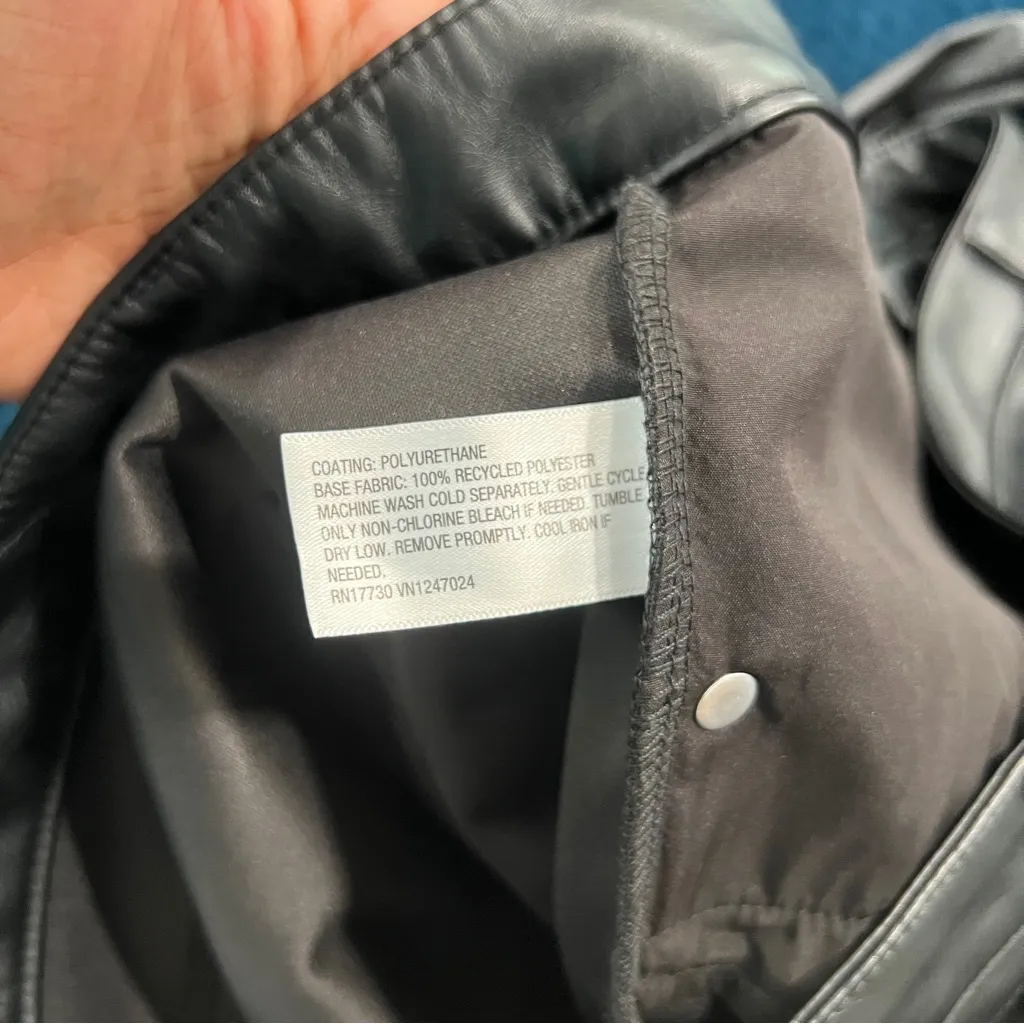 COATING: POLYURETHANE
BASE FABRIC: 100% RECYCLED POLYESTER
MACHINE WASH COLD SEPARATELY. GENTLE CYCLE
ONLY NON-CHLORINE BLEACH IF NEEDED. TUMBLE
DRY LOW. REMOVE PROMPTLY. COOL IRON IF
NEEDED.
RN17730 VN1247024